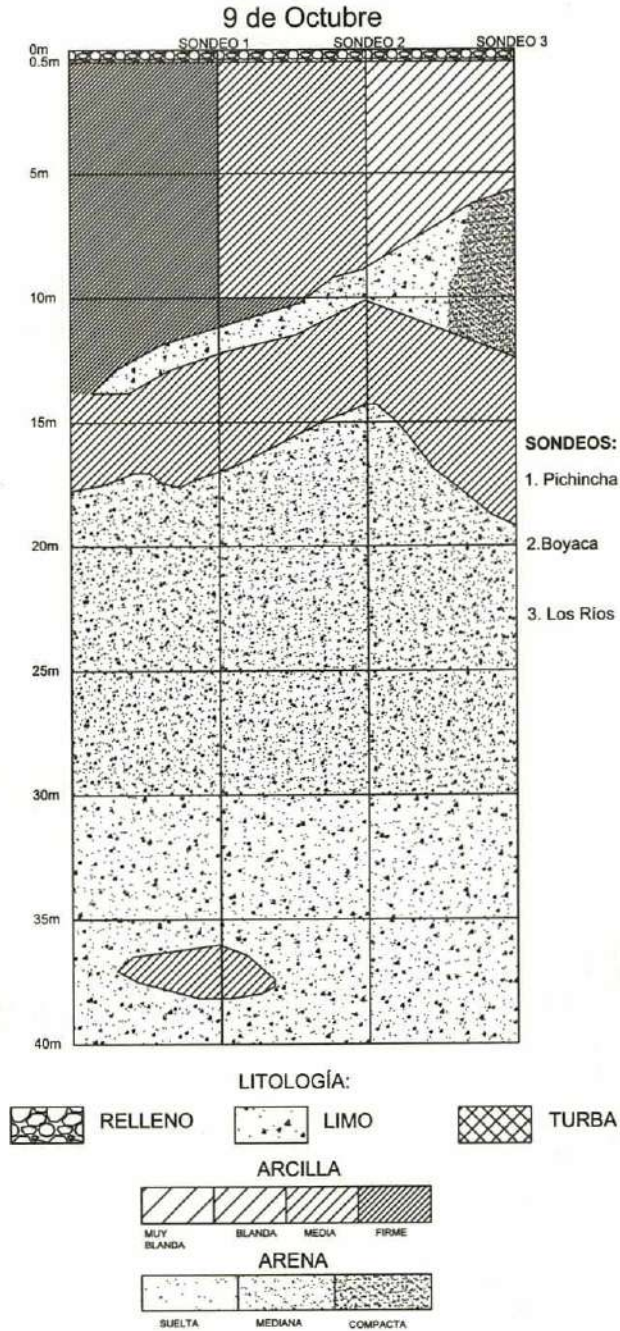 9 de Octubre
SONDEO 1 SONDEO 2 SONDEO 3
0m
0.5m
5m
10m
15m
SONDEOS:
1. Pichincha
20m
2.Boyaca
3. Los Ríos
25m
30m
35m
40m
LITOLOGÍA:
RELLENO LIMO TURBA
ARCILLA
MUY BLANDA BLANDA MEDIA FIRME
ARENA
SUELTA MEDIANA COMPACTA